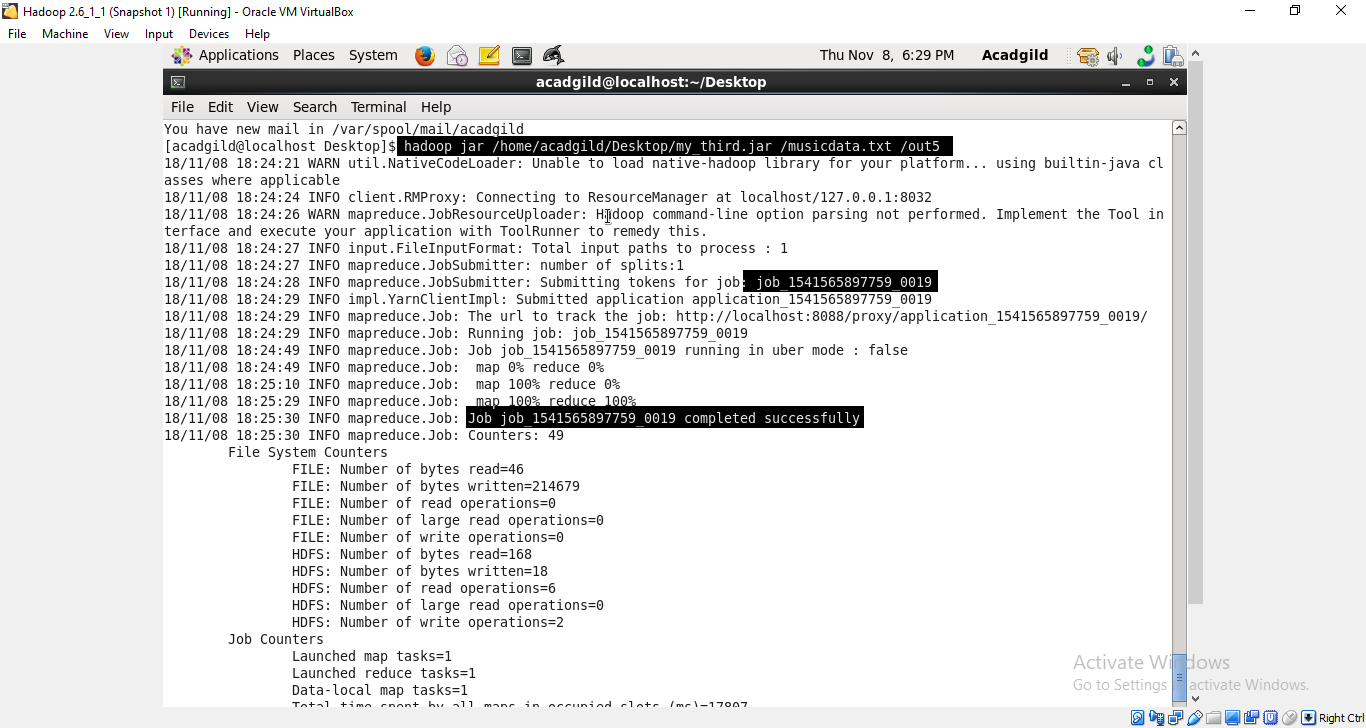 Hadoop 2.6_1_1 (Snapshot 1) [Running] - Oracle VM VirtualBox
File Machine View Input Devices Help
Applications Places System Thu Nov 8, 6:29 PM Acadgild
acadgild@localhost:~/Desktop
File Edit View Search Terminal Help
You have new mail in /var/spool/mail/acadgild
[acadgild@localhost Desktop]$ hadoop jar /home/acadgild/Desktop/my_third.jar /musicdata.txt /out5
18/11/08 18:24:21 WARN util.NativeCodeLoader: Unable to load native-hadoop library for your platform... using builtin-java cl
asses where applicable
18/11/08 18:24:24 INFO client.RMProxy: Connecting to ResourceManager at localhost/127.0.0.1:8032
18/11/08 18:24:26 WARN mapreduce.JobResourceUploader: Hadoop command-line option parsing not performed. Implement the Tool in
terface and execute your application with ToolRunner to remedy this.
18/11/08 18:24:27 INFO input.FileInputFormat: Total input paths to process : 1
18/11/08 18:24:27 INFO mapreduce.JobSubmitter: number of splits:1
18/11/08 18:24:28 INFO mapreduce.JobSubmitter: Submitting tokens for job: job_1541565897759_0019
18/11/08 18:24:29 INFO impl.YarnClientImpl: Submitted application application_1541565897759_0019
18/11/08 18:24:29 INFO mapreduce.Job: The url to track the job: http://localhost:8088/proxy/application_1541565897759_0019/
18/11/08 18:24:29 INFO mapreduce.Job: Running job: job_1541565897759_0019
18/11/08 18:24:49 INFO mapreduce.Job: Job job_1541565897759_0019 running in uber mode : false
18/11/08 18:24:49 INFO mapreduce.Job:  map 0% reduce 0%
18/11/08 18:25:10 INFO mapreduce.Job:  map 100% reduce 0%
18/11/08 18:25:29 INFO mapreduce.Job:  map 100% reduce 100%
18/11/08 18:25:30 INFO mapreduce.Job: Job job_1541565897759_0019 completed successfully
18/11/08 18:25:30 INFO mapreduce.Job: Counters: 49
File System Counters
FILE: Number of bytes read=46
FILE: Number of bytes written=214679
FILE: Number of read operations=0
FILE: Number of large read operations=0
FILE: Number of write operations=0
HDFS: Number of bytes read=168
HDFS: Number of bytes written=18
HDFS: Number of read operations=6
HDFS: Number of large read operations=0
HDFS: Number of write operations=2
Job Counters
Launched map tasks=1
Launched reduce tasks=1
Data-local map tasks=1
Total time spent by all maps in occupied slots (ms)=17807
Activate Windows
Go to Settings activate Windows.
Right Ctrl